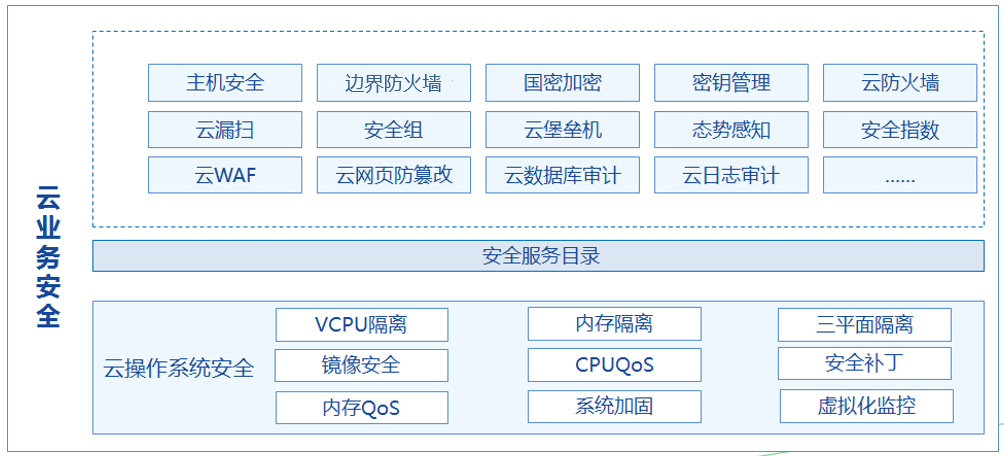 云业务安全
主机安全
边界防火墙
国密加密
密钥管理
云防火墙
云漏扫
安全组
云堡垒机
态势感知
安全指数
云WAF
云网页防篡改
云数据库审计
云日志审计
......
安全服务目录
云操作系统安全
VCPU隔离
内存隔离
三平面隔离
镜像安全
CPUQoS
安全补丁
内存QoS
系统加固
虚拟化监控